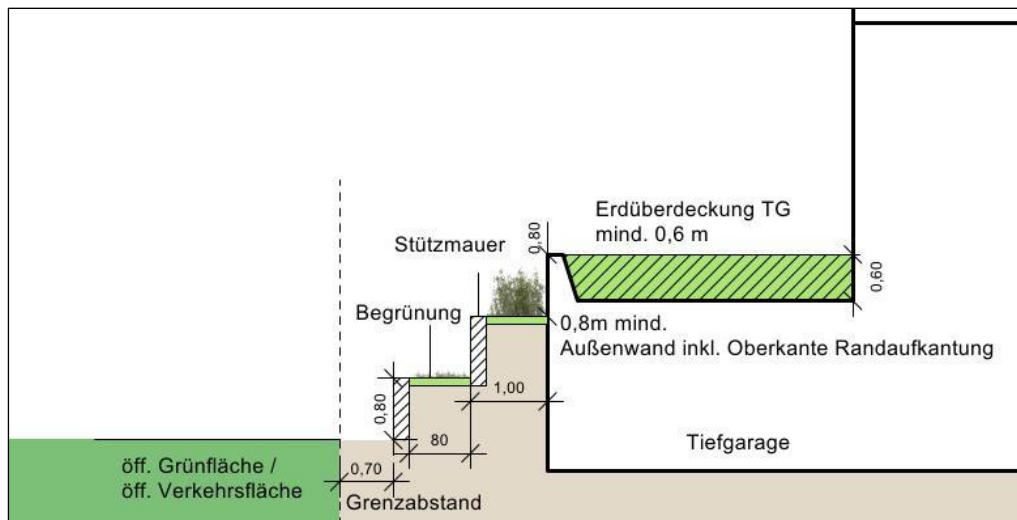 Erdüberdeckung TG
mind. 0,6 m
0,80
Stützmauer
0,60
Begrünung
0,8m mind.
Außenwand inkl. Oberkante Randaufkantung
0,80
1,00
80
Tiefgarage
öff. Grünfläche /
öff. Verkehrsfläche
0,70
Grenzabstand